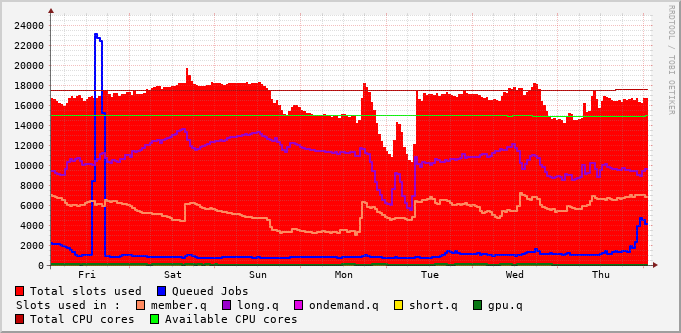 24000
22000
20000
18000
16000
14000
12000
10000
8000
6000
4000
2000
0
Fri Sat Sun Mon Tue Wed Thu
RRDTOOL / TOBI OETIKER
Total slots used Queued Jobs
Slots used in : member.q long.q ondemand.q short.q gpu.q
Total CPU cores Available CPU cores